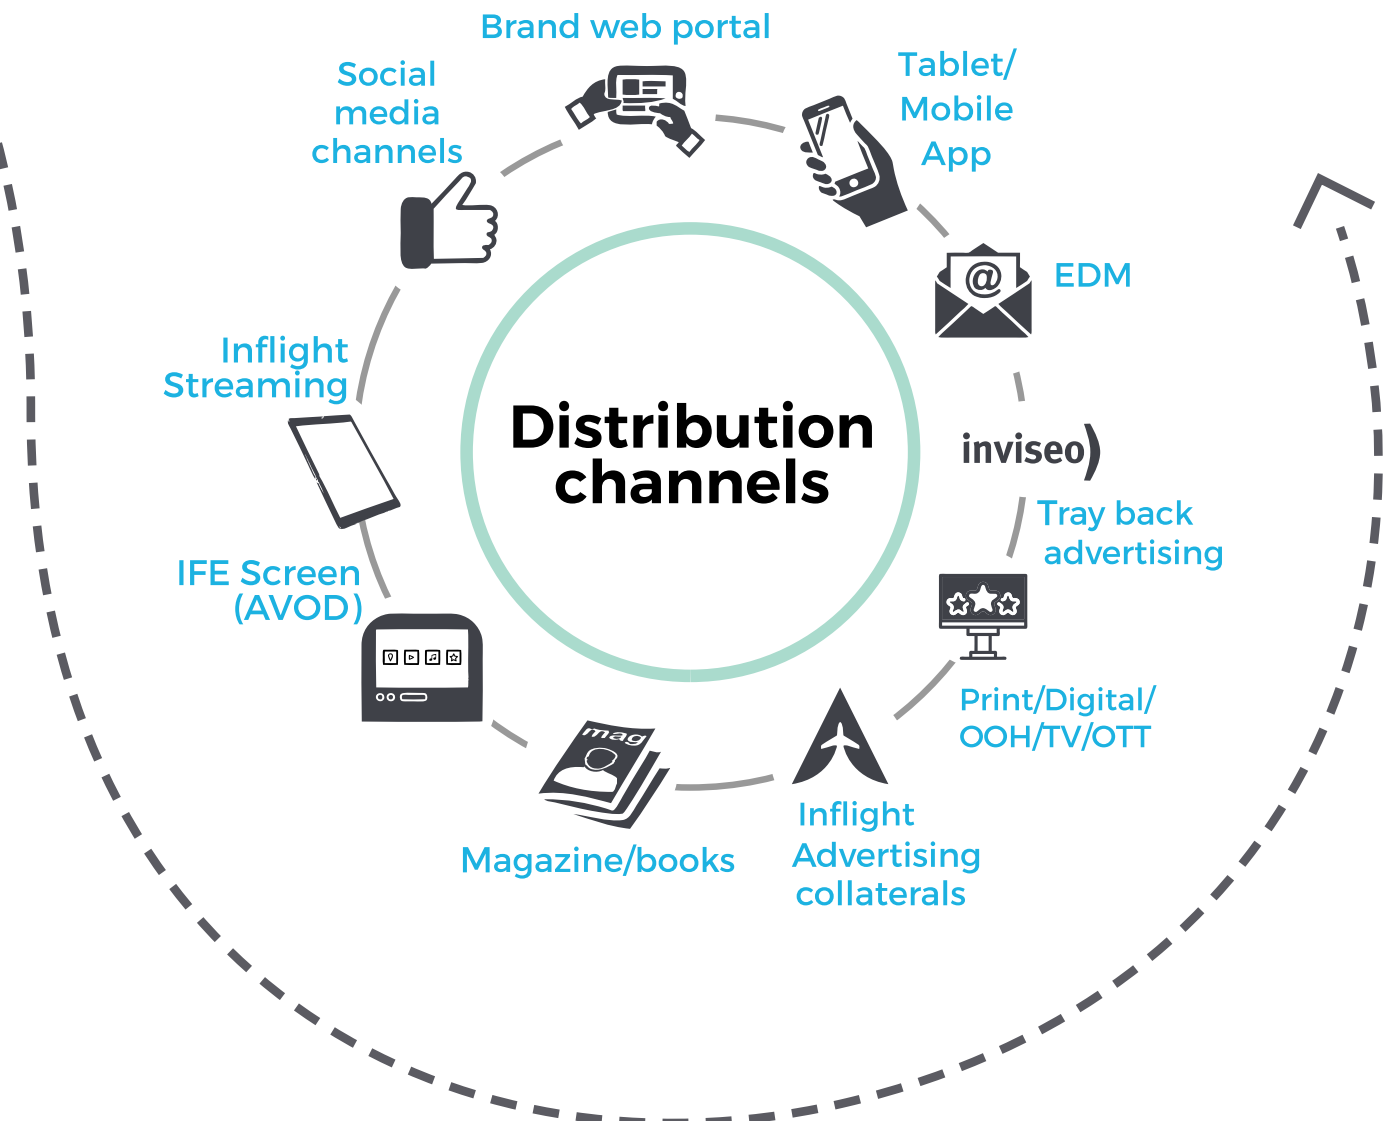 Brand web portal
Tablet/
Mobile
App
Social
media
channels
@
EDM
Inflight
Streaming
Distribution
channels
inviseo)
Tray back
advertising
IFE Screen
(AVOD)
Print/Digital/
OOH/TV/OTT
mag
Inflight
Advertising
collaterals
Magazine/books